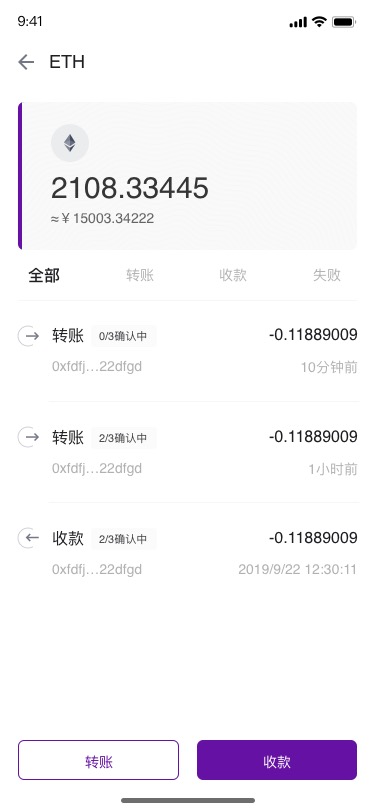 9:41
ETH
2108.33445
≈￥15003.34222
全部 转账 收款 失败
转账 0/3确认中 -0.11889009
0xfdfj...22dfgd 10分钟前
转账 2/3确认中 -0.11889009
0xfdfj...22dfgd 1小时前
收款 2/3确认中 -0.11889009
0xfdfj...22dfgd 2019/9/22 12:30:11
转账 收款